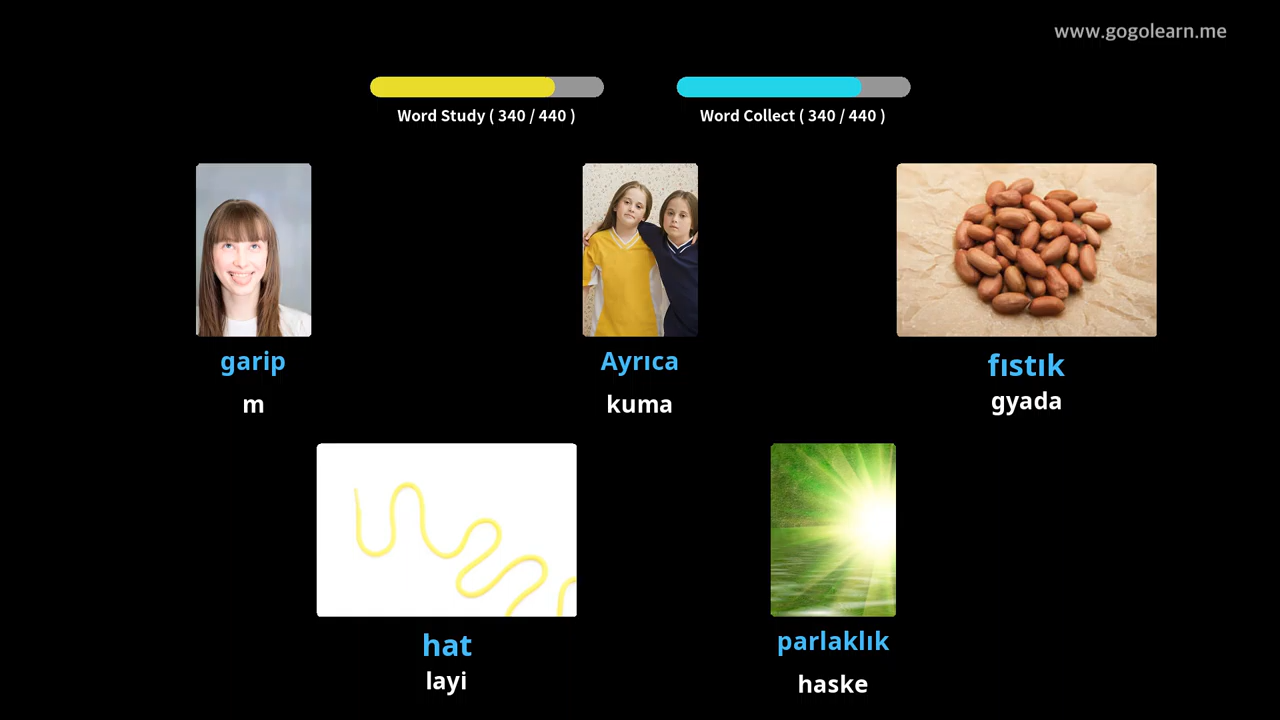 www.gogolearn.me
Word Study ( 340 / 440 )
Word Collect ( 340 / 440 )
garip
m
Ayrıca
kuma
fıstık
gyada
hat
layi
parlaklık
haske